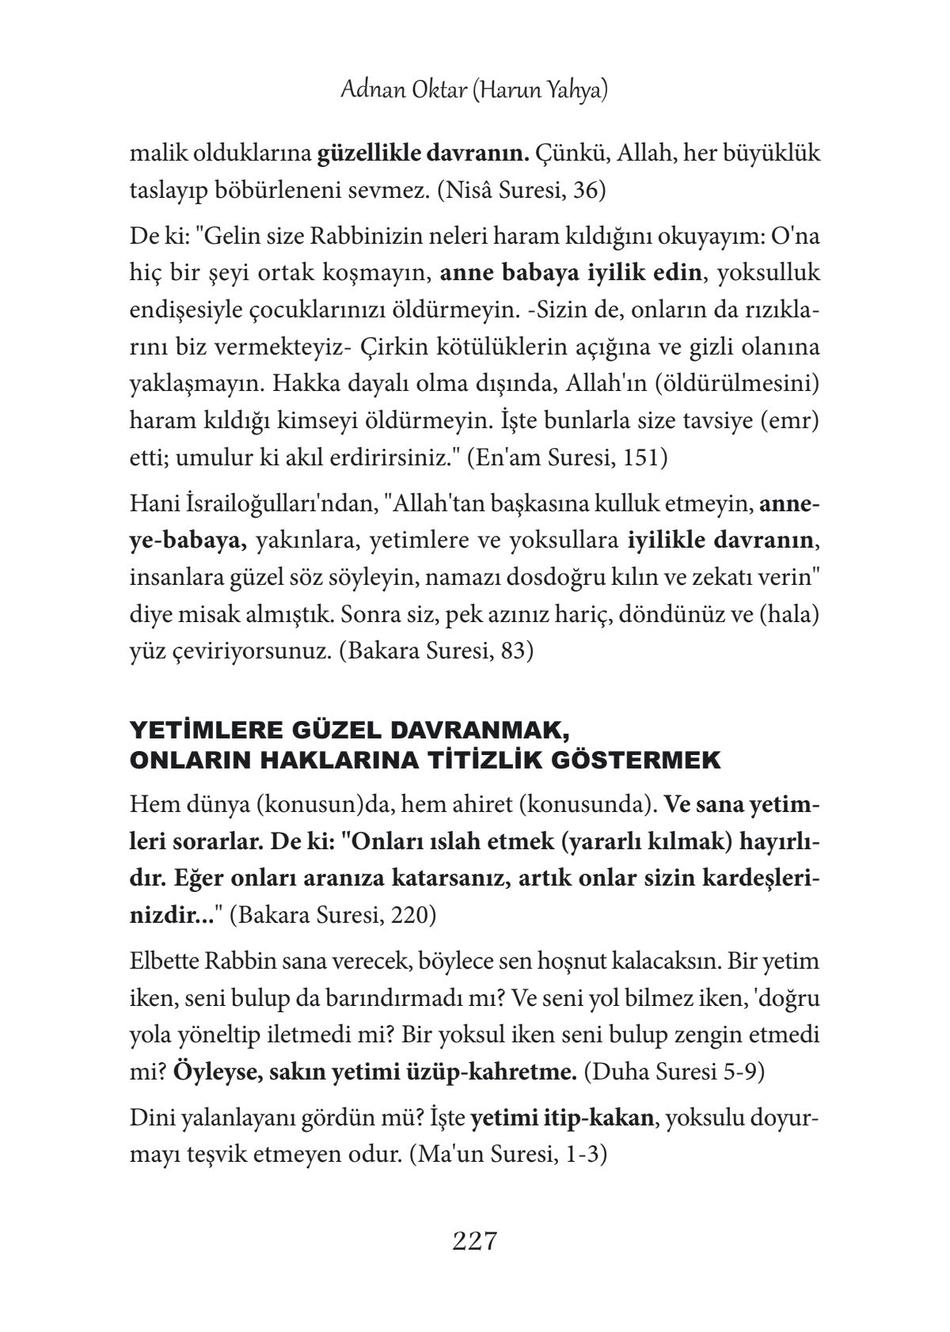 Adnan Oktar (Harun Yahya)
malik olduklarına güzellikle davranın. Çünkü, Allah, her büyüklük
taslayıp böbürleneni sevmez. (Nisâ Suresi, 36)
De ki: "Gelin size Rabbinizin neleri haram kıldığını okuyayım: O'na
hiç bir şeyi ortak koşmayın, anne babaya iyilik edin, yoksulluk
endişesiyle çocuklarınızı öldürmeyin. -Sizin de, onların da rızıkla-
rını biz vermekteyiz- Çirkin kötülüklerin açığına ve gizli olanına
yaklaşmayın. Hakka dayalı olma dışında, Allah'ın (öldürülmesini)
haram kıldığı kimseyi öldürmeyin. İşte bunlarla size tavsiye (emr)
etti; umulur ki akıl erdirirsiniz." (En'am Suresi, 151)
Hani İsrailoğulları'ndan, "Allah'tan başkasına kulluk etmeyin, anne-
ye-babaya, yakınlara, yetimlere ve yoksullara iyilikle davranın,
insanlara güzel söz söyleyin, namazı dosdoğru kılın ve zekatı verin"
diye misak almıştık. Sonra siz, pek azınız hariç, döndünüz ve (hala)
yüz çeviriyorsunuz. (Bakara Suresi, 83)
YETİMLERE GÜZEL DAVRANMAK,
ONLARIN HAKLARINA TİTİZLİK GÖSTERMEK
Hem dünya (konusun)da, hem ahiret (konusunda). Ve sana yetim-
leri sorarlar. De ki: "Onları ıslah etmek (yararlı kılmak) hayırlı-
dır. Eğer onları aranıza katarsanız, artık onlar sizin kardeşleri-
nizdir..." (Bakara Suresi, 220)
Elbette Rabbin sana verecek, böylece sen hoşnut kalacaksın. Bir yetim
iken, seni bulup da barındırmadı mı? Ve seni yol bilmez iken, 'doğru
yola yöneltip iletmedi mi? Bir yoksul iken seni bulup zengin etmedi
mi? Öyleyse, sakın yetimi üzüp-kahretme. (Duha Suresi 5-9)
Dini yalanlayanı gördün mü? İşte yetimi itip-kakan, yoksulu doyur-
mayı teşvik etmeyen odur. (Ma'un Suresi, 1-3)
227